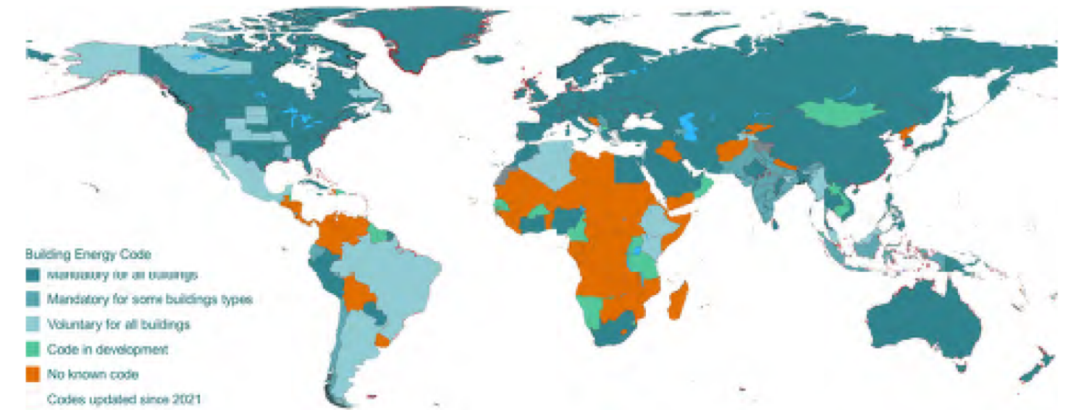 Building Energy Code
Mandatory for all buildings
Mandatory for some buildings types
Voluntary for all buildings
Code in development
No known code
Codes updated since 2021